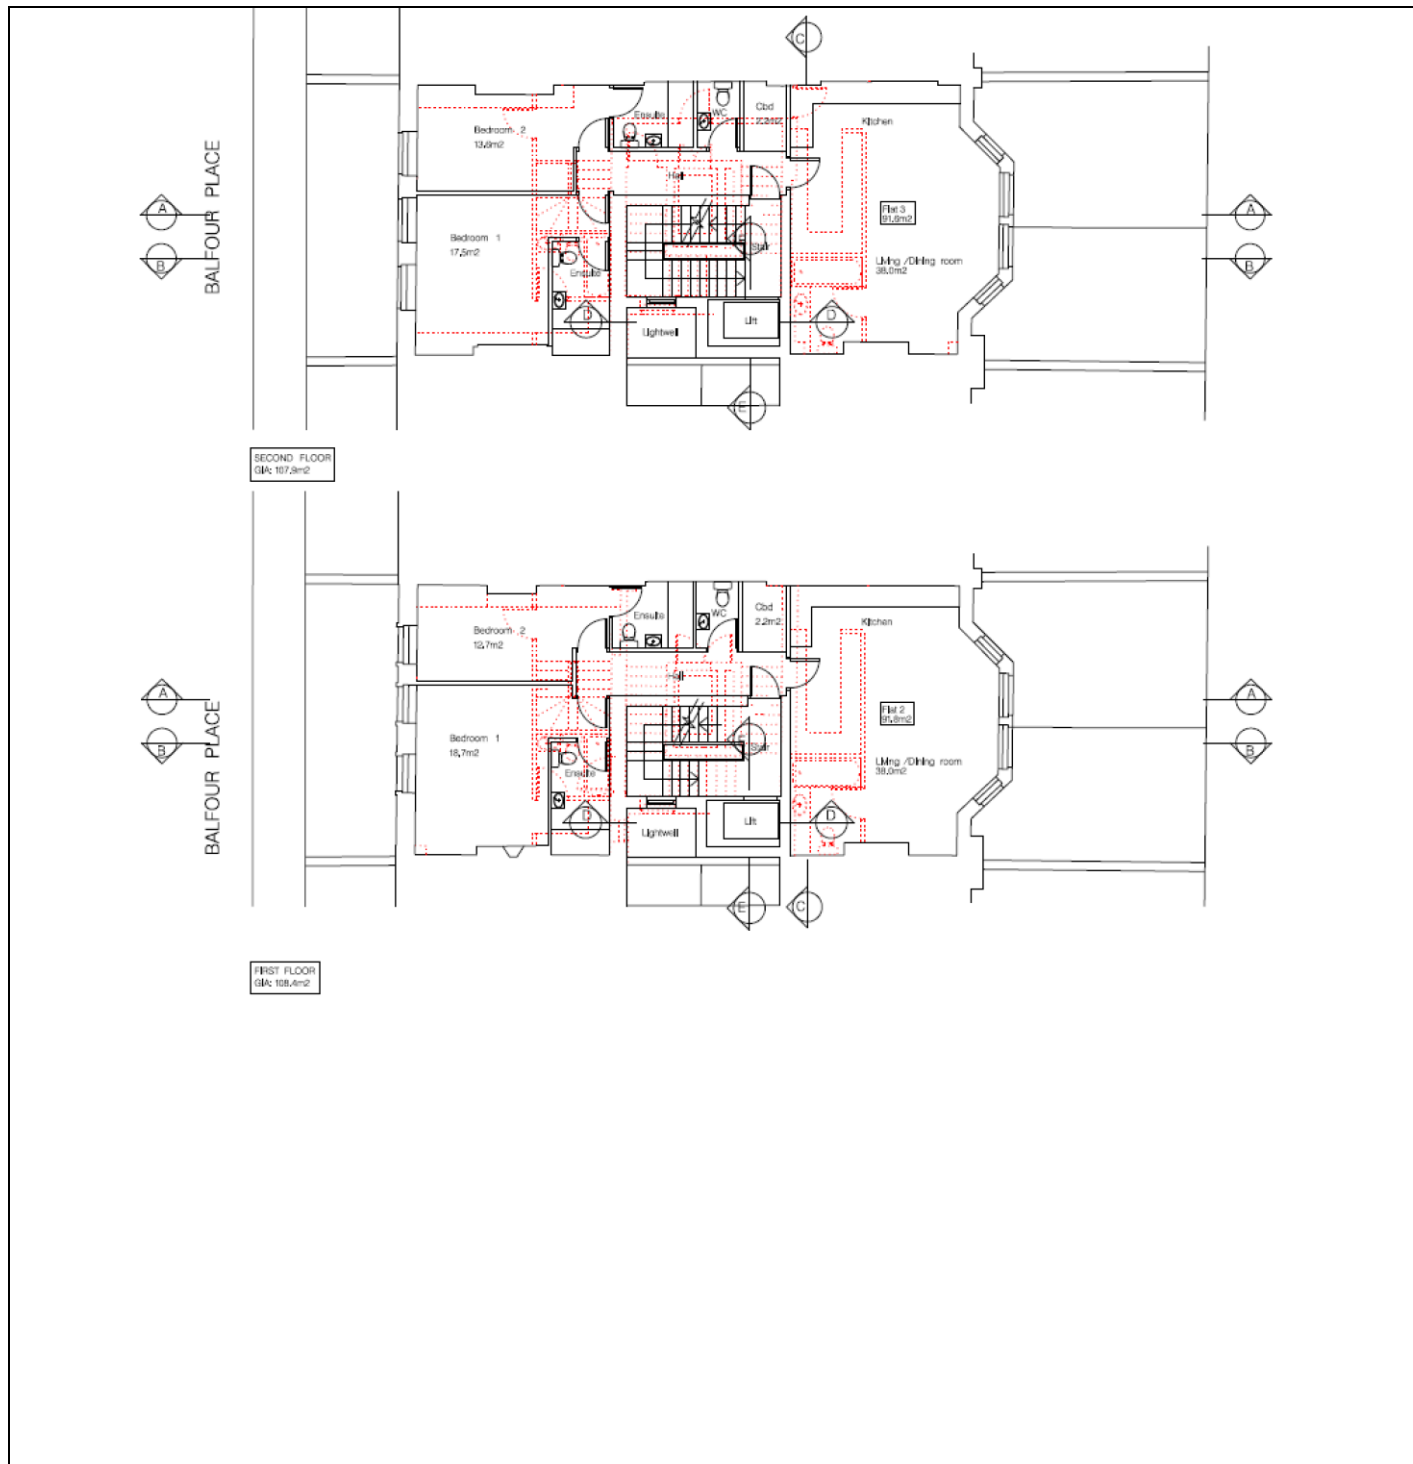 C
Bedroom 2
13.6m2
Ensuite
WC
Cbd
2.2m2
Kitchen
Hall
BALFOUR PLACE
A
B
Flat 3
91.6m2
A
B
Bedroom 1
17.5m2
Ensuite
E
Stair
Living /Dining room
38.0m2
D
Lightwell
Lift
D
E
SECOND FLOOR
GIA: 107.9m2
Bedroom 2
12.7m2
Ensuite
WC
Cbd
2.2m2
Kitchen
Hall
BALFOUR PLACE
A
B
Flat 2
91.8m2
A
B
Bedroom 1
18.7m2
Ensuite
E
Stair
Living /Dining room
38.0m2
D
Lightwell
Lift
D
E
C
FIRST FLOOR
GIA: 108.4m2